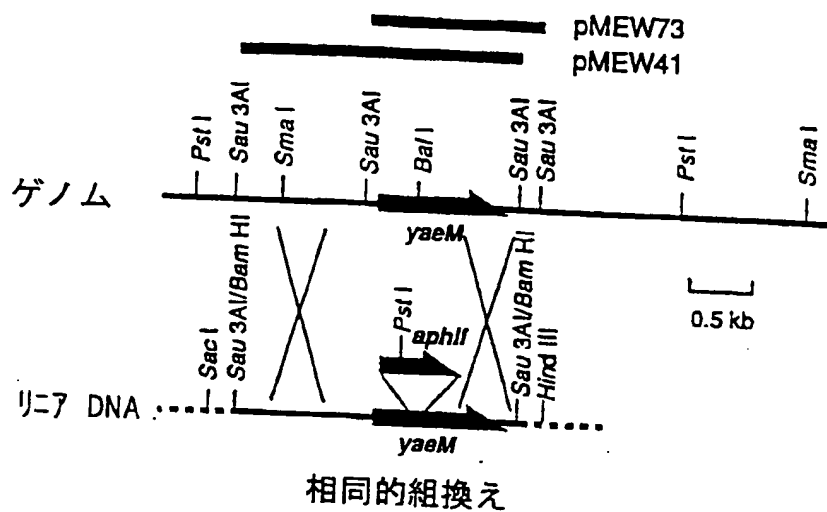 pMEW73
pMEW41
Pst I
Sau 3AI
Sma I
Sau 3AI
Bal I
Sau 3AI
Sau 3AI
Pst I
Sma I
ゲノム
yaeM
Sac I
Sau 3AI/Bam HI
Pst I
aphII
Sau 3AI/Bam HI
Hind III
0.5 kb
リニア DNA
yaeM
相同的組換え